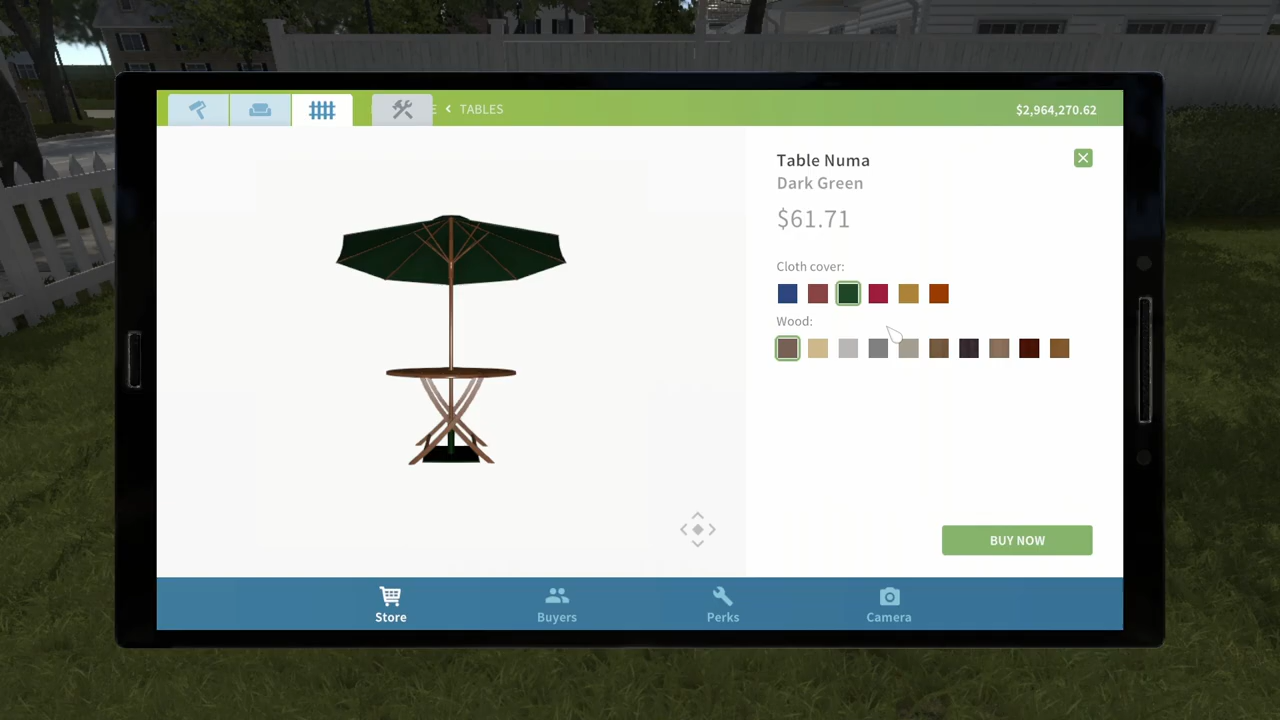 E < TABLES
$2,964,270.62
Table Numa
Dark Green
$61.71
Cloth cover:
Wood:
BUY NOW
Store
Buyers
Perks
Camera